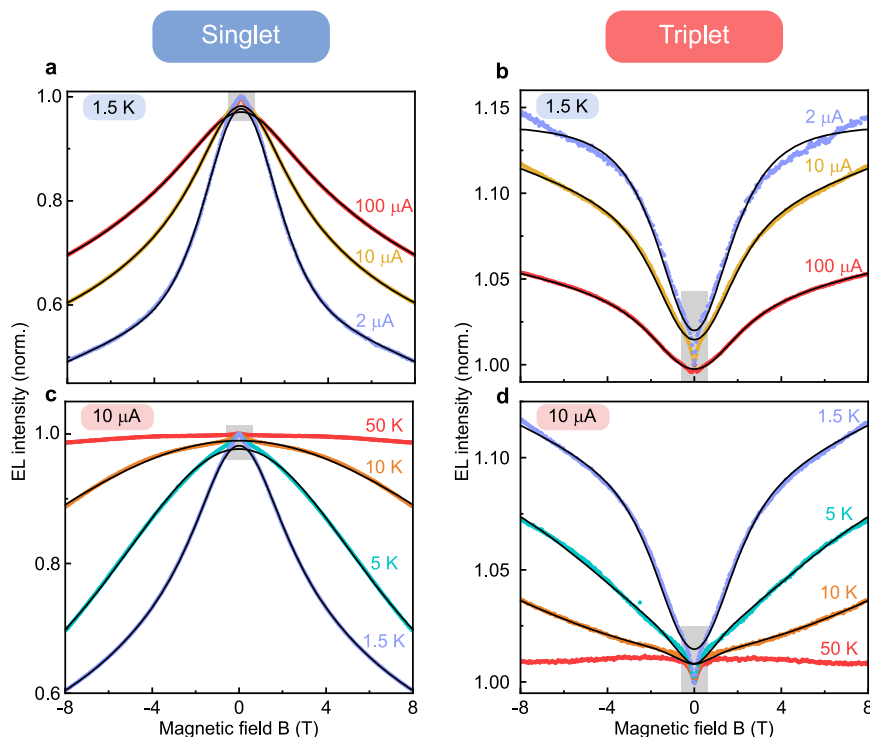 Singlet
Triplet
a
1.5 K
1.0
0.8
0.6
100 μA
10 μA
2 μA
b
1.5 K
1.15
1.10
1.05
1.00
2 μA
10 μA
100 μA
EL intensity (norm.)
EL intensity (norm.)
c
10 μA
1.0
0.8
0.6
50 K
10 K
5 K
1.5 K
-8
-4
0
4
8
Magnetic field B (T)
d
10 μA
1.10
1.05
1.00
1.5 K
5 K
10 K
50 K
-8
-4
0
4
8
Magnetic field B (T)